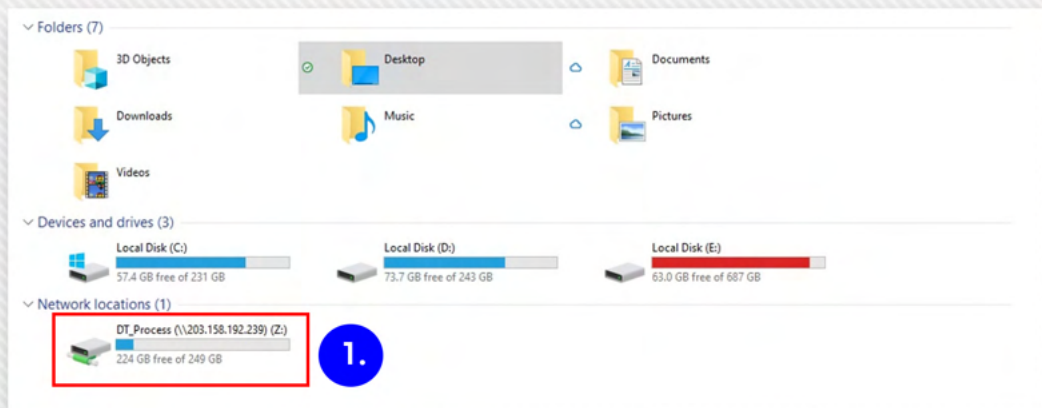 Folders (7)
3D Objects
Desktop
Documents
Downloads
Music
Pictures
Videos
Devices and drives (3)
Local Disk (C:)
57.4 GB free of 231 GB
Local Disk (D:)
73.7 GB free of 243 GB
Local Disk (E:)
63.0 GB free of 687 GB
Network locations (1)
DT_Process (\\203.158.192.239) (Z:)
224 GB free of 249 GB
1.